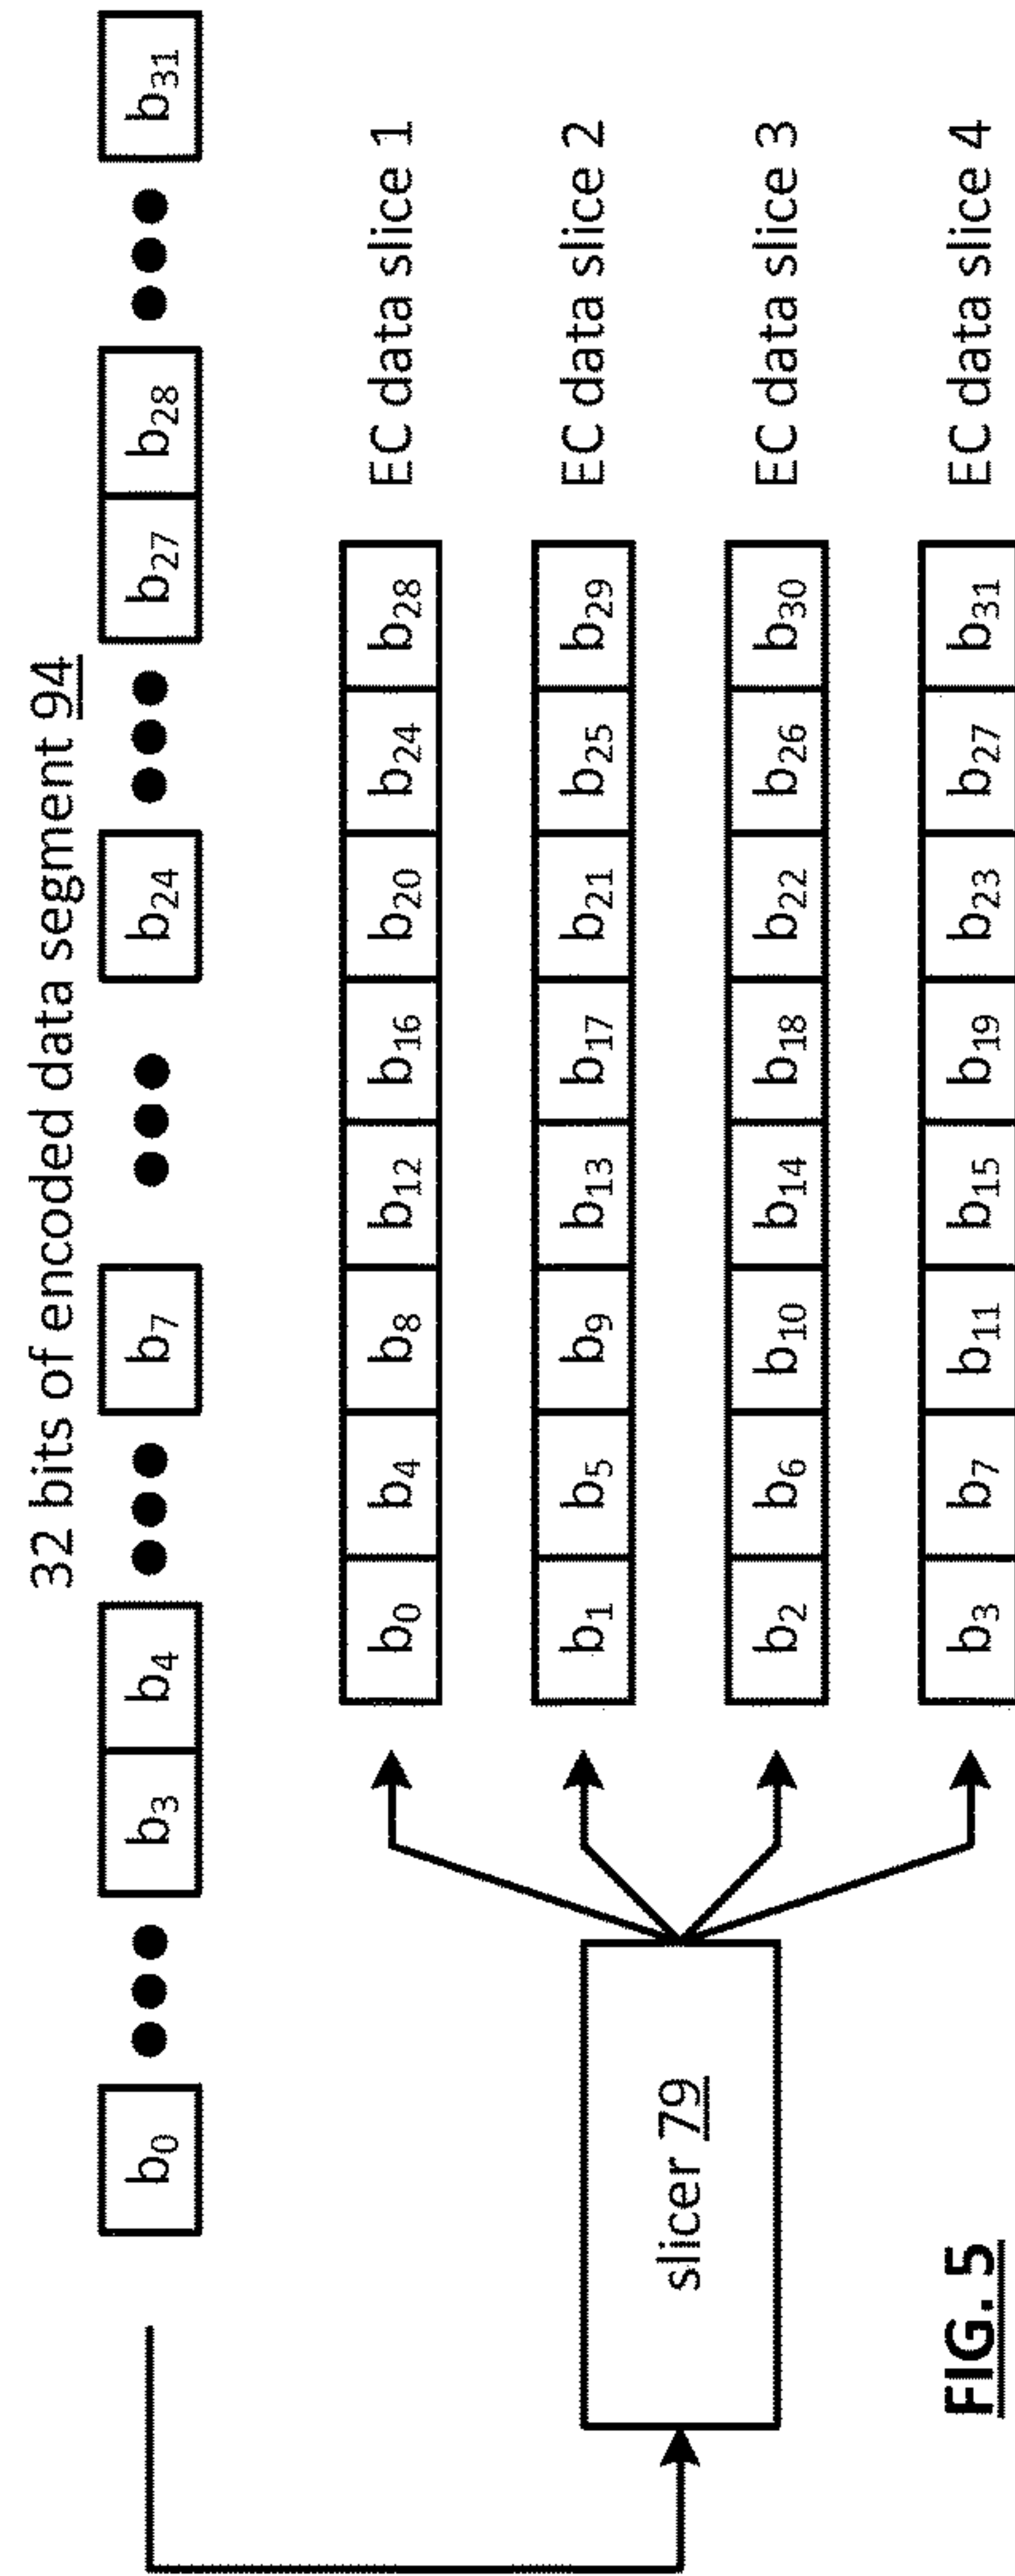 32 bits of encoded data segment 94
b0 b3 b4 b7 b24 b27 b28 b31
b0 b4 b8 b12 b16 b20 b24 b28 EC data slice 1
b1 b5 b9 b13 b17 b21 b25 b29 EC data slice 2
slicer 79
b2 b6 b10 b14 b18 b22 b26 b30 EC data slice 3
b3 b7 b11 b15 b19 b23 b27 b31 EC data slice 4
FIG. 5